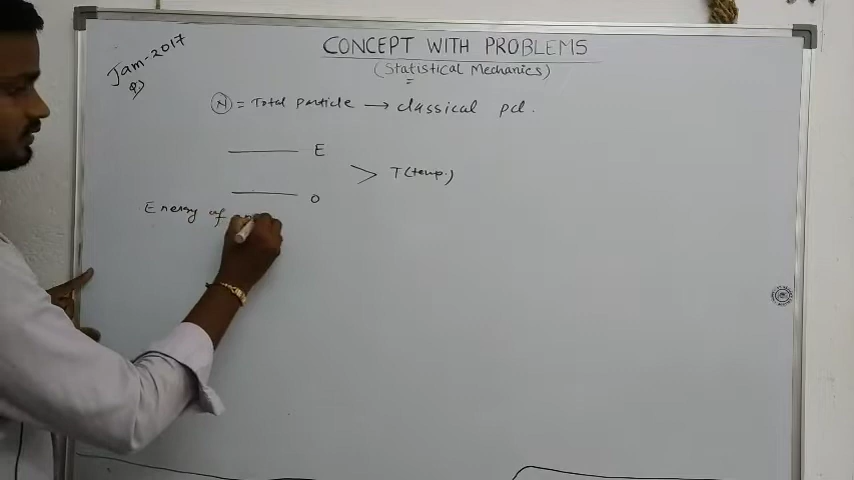 CONCEPT WITH PROBLEMS
(Statistical Mechanics)
Jam-2017
Q)
N = Total particle → classical pcl.
E
> T(temp.)
0
Energy of